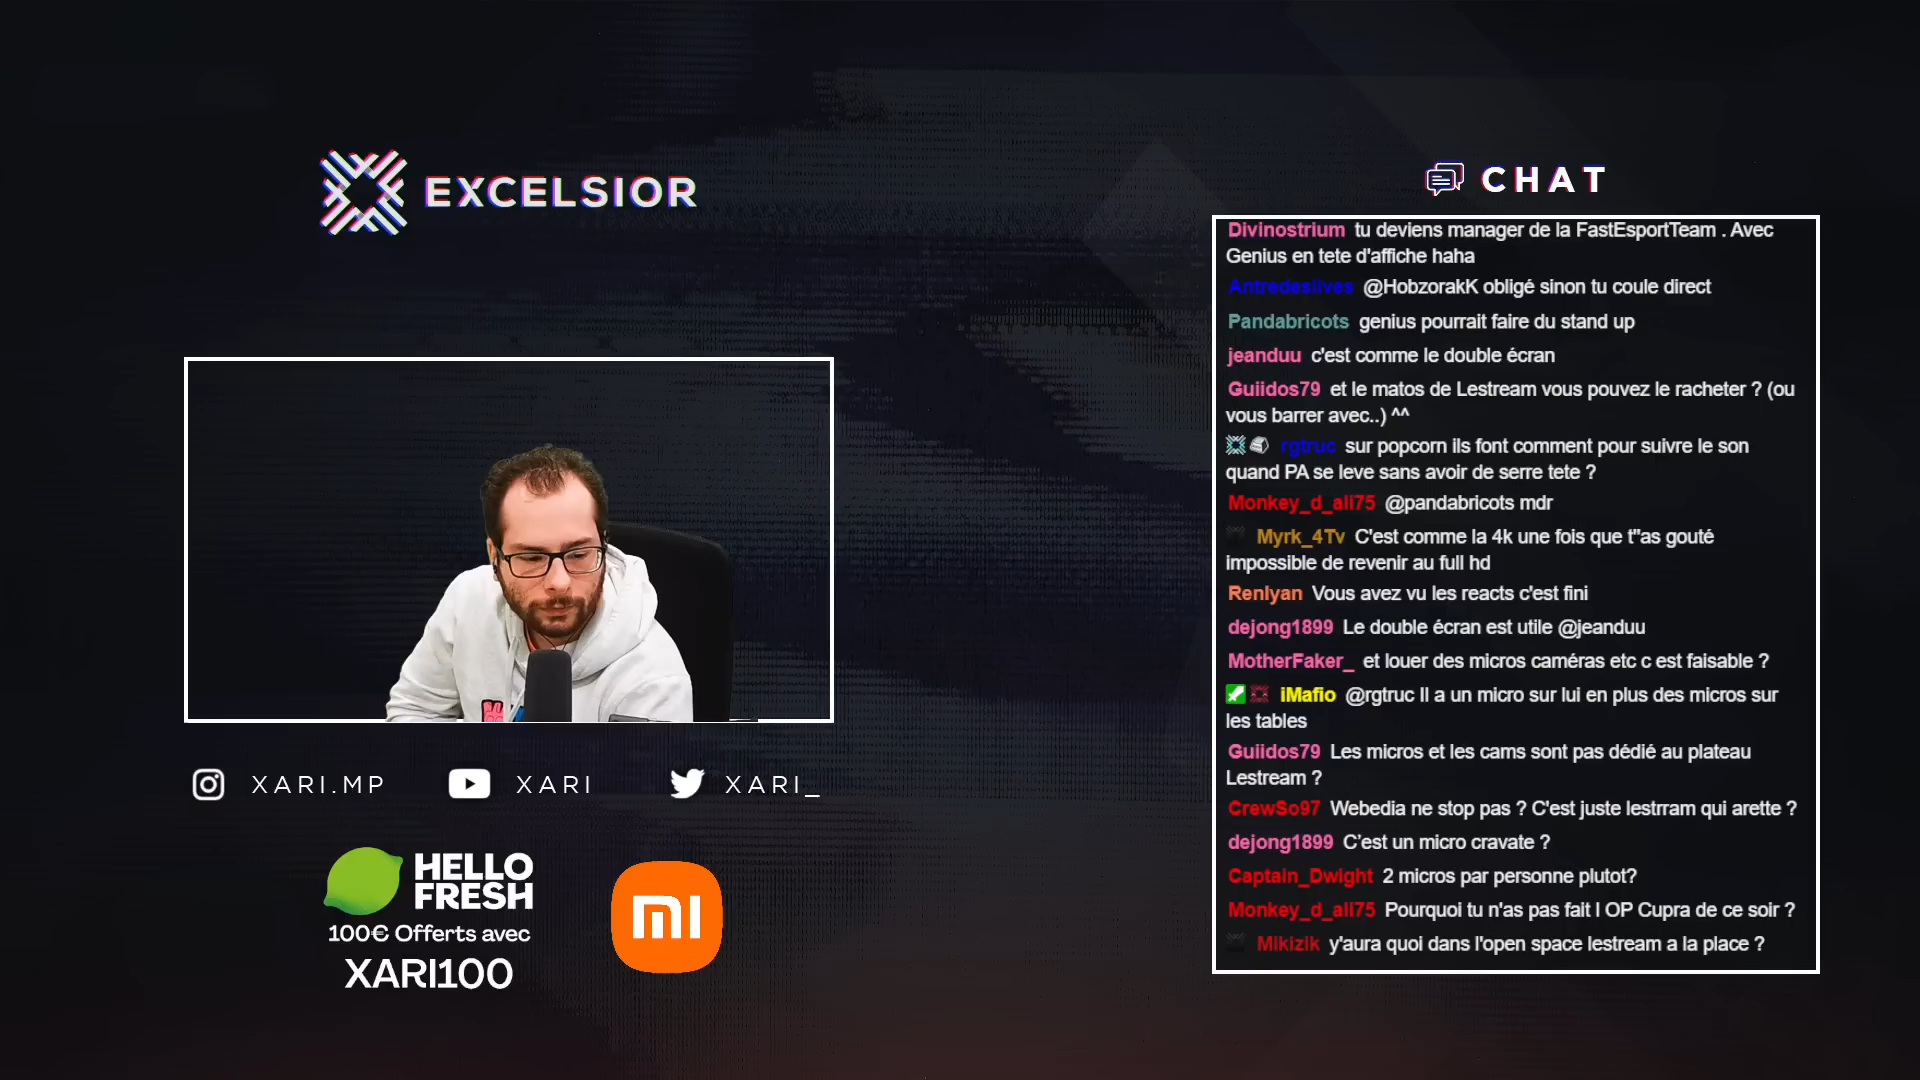 EXCELSIOR
XARI.MP
XARI
XARI_
HELLO
FRESH
100€ Offerts avec
XARI100
CHAT
Divinostrium tu deviens manager de la FastEsportTeam . Avec
Genius en tete d'affiche haha
Antredeslives @HobzorakK obligé sinon tu coule direct
Pandabricots genius pourrait faire du stand up
jeanduu c'est comme le double écran
Guiidos79 et le matos de Lestream vous pouvez le racheter ? (ou
vous barrer avec..) ^^
rgtruc sur popcorn ils font comment pour suivre le son
quand PA se leve sans avoir de serre tete ?
Monkey_d_ali75 @pandabricots mdr
Myrk_4Tv C'est comme la 4k une fois que t"as gouté
impossible de revenir au full hd
Renlyan Vous avez vu les reacts c'est fini
dejong1899 Le double écran est utile @jeanduu
MotherFaker_ et louer des micros caméras etc c est faisable ?
iMafio @rgtruc Il a un micro sur lui en plus des micros sur
les tables
Guiidos79 Les micros et les cams sont pas dédié au plateau
Lestream ?
CrewSo97 Webedia ne stop pas ? C'est juste lestrram qui arette ?
dejong1899 C'est un micro cravate ?
Captain_Dwight 2 micros par personne plutot?
Monkey_d_ali75 Pourquoi tu n'as pas fait l OP Cupra de ce soir ?
Mikizik y'aura quoi dans l'open space lestream a la place ?